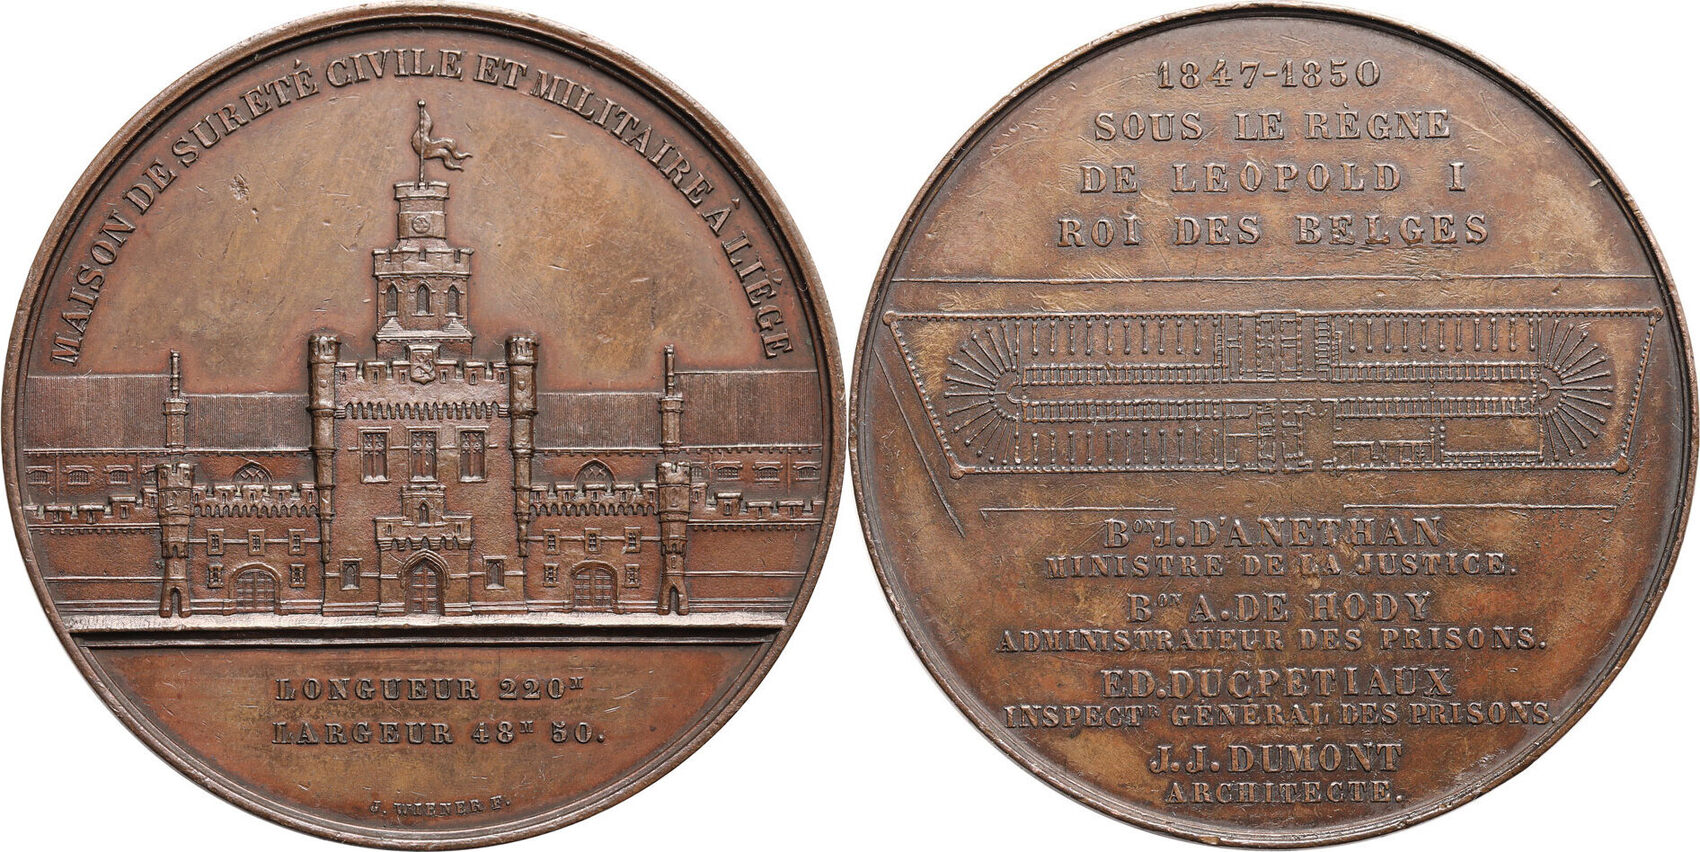 MAISON DE SURETÉ CIVILE ET MILITAIRE À LIÉGE
LONGUEUR 220M
LARGEUR 48M 50.
J. WIENER F.
1847-1850
SOUS LE RÈGNE
DE LEOPOLD I
ROI DES BELGES
BON J. D'ANETHAN
MINISTRE DE LA JUSTICE.
BON A. DE HODY
ADMINISTRATEUR DES PRISONS.
ED. DUCPETIAUX
INSPECTR GÉNÉRAL DES PRISONS.
J. J. DUMONT
ARCHITECTE.